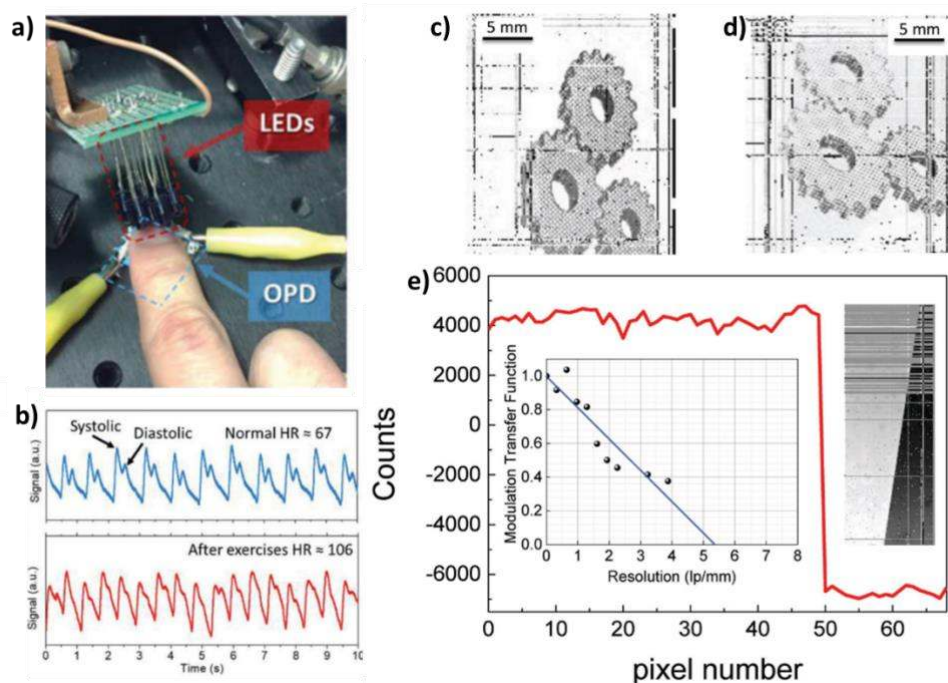 a)
LEDs
OPD
b)
Systolic
Diastolic
Normal HR ≈ 67
Signal (a.u.)
After exercises HR ≈ 106
Signal (a.u.)
0 1 2 3 4 5 6 7 8 9 10
Time (s)
c)
5 mm
d)
5 mm
e)
6000
4000
2000
0
-2000
-4000
-6000
Counts
0 10 20 30 40 50 60
pixel number
Modulation Transfer Function
1.0
0.8
0.6
0.4
0.2
0.0
0 1 2 3 4 5 6 7 8
Resolution (lp/mm)